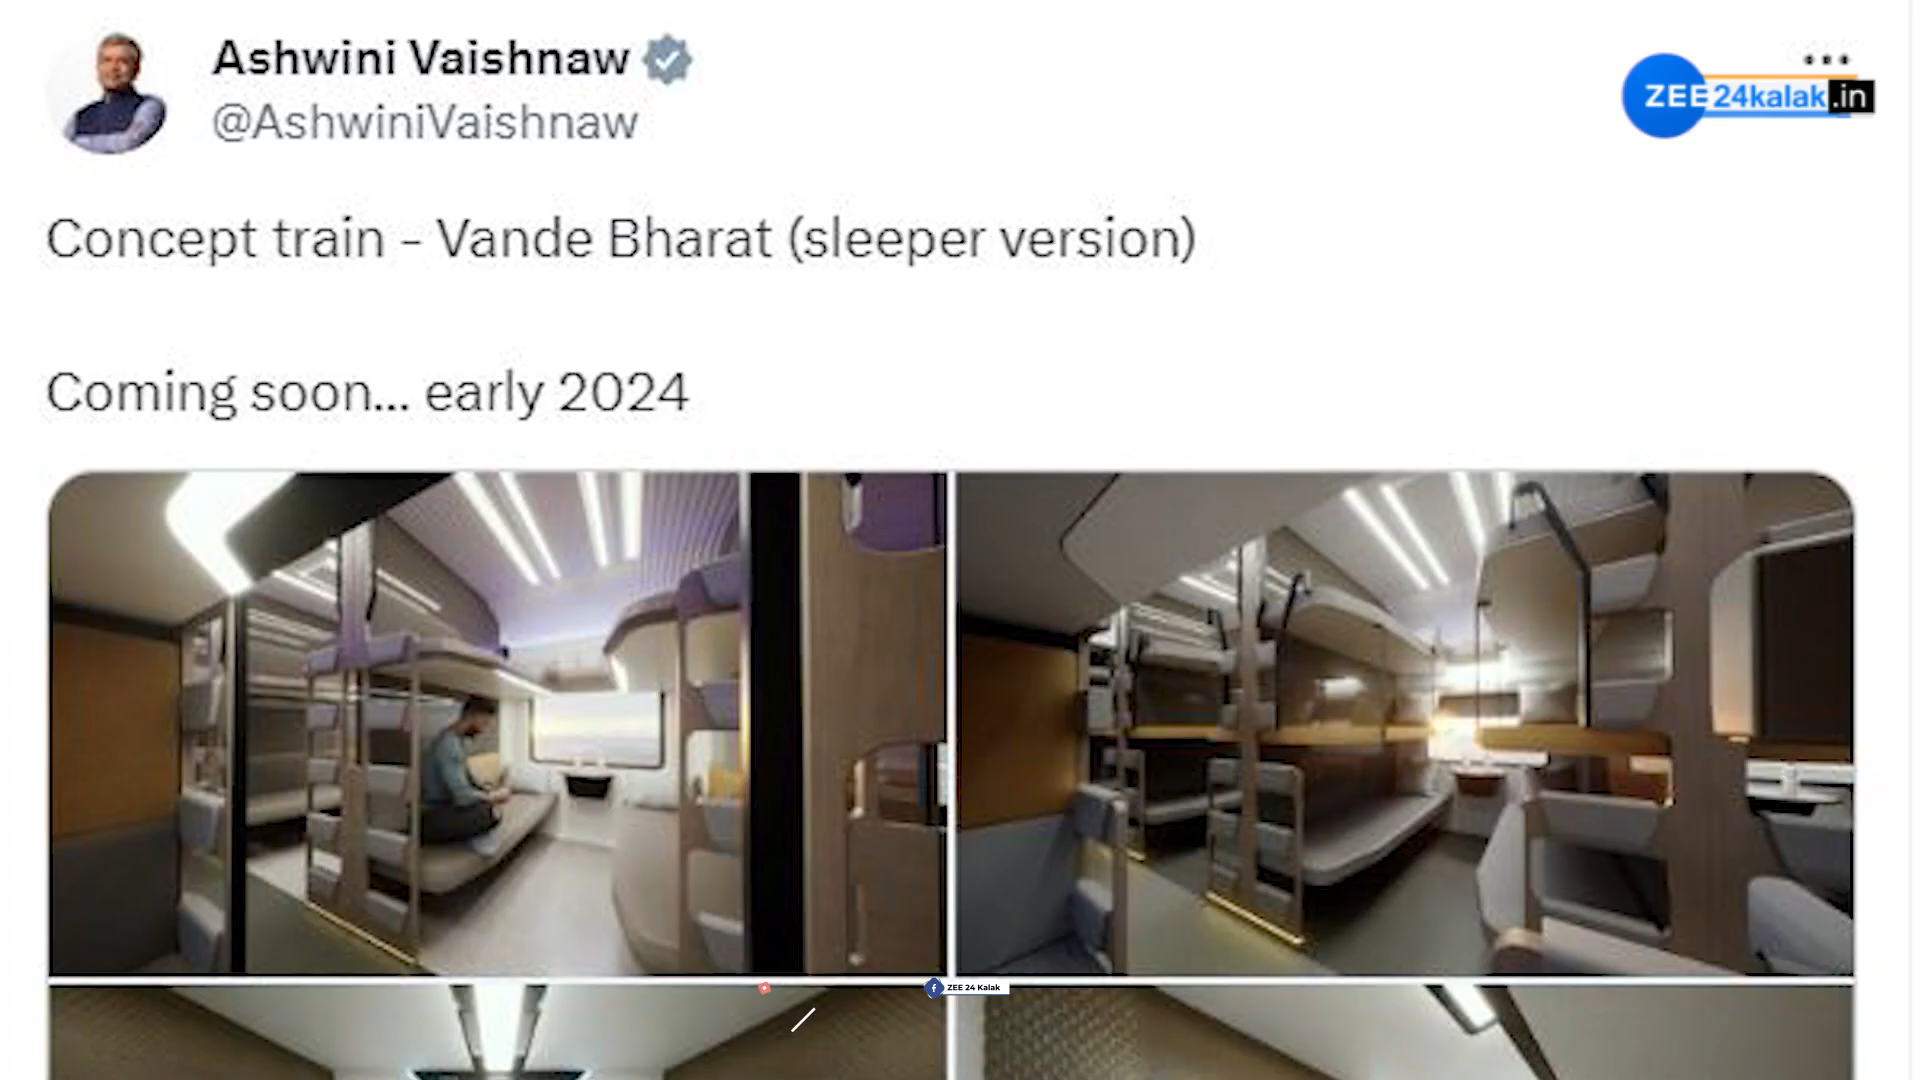 Ashwini Vaishnaw
@AshwiniVaishnaw
ZEE24kalak.in
Concept train - Vande Bharat (sleeper version)
Coming soon... early 2024
ZEE 24 Kalak